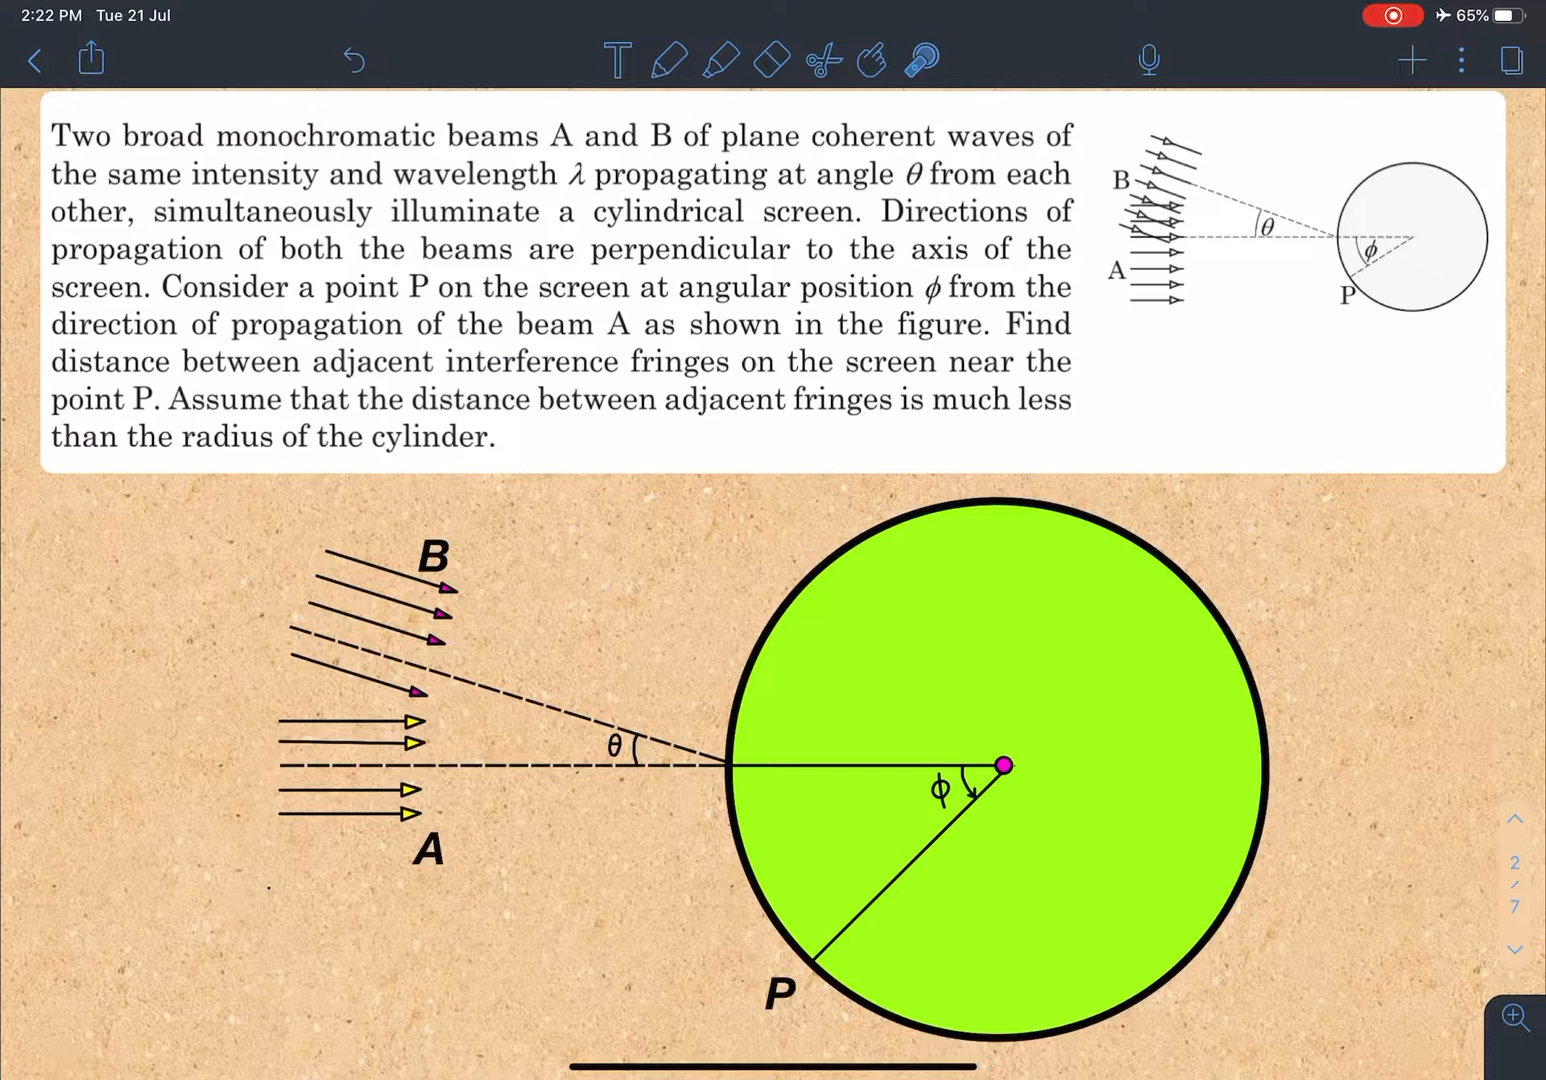 2:22 PM Tue 21 Jul
65%
T
Two broad monochromatic beams A and B of plane coherent waves of
the same intensity and wavelength λ propagating at angle θ from each
other, simultaneously illuminate a cylindrical screen. Directions of
propagation of both the beams are perpendicular to the axis of the
screen. Consider a point P on the screen at angular position ϕ from the
direction of propagation of the beam A as shown in the figure. Find
distance between adjacent interference fringes on the screen near the
point P. Assume that the distance between adjacent fringes is much less
than the radius of the cylinder.
B
θ
ϕ
A
P
B
θ
ϕ
A
P
2
/
7